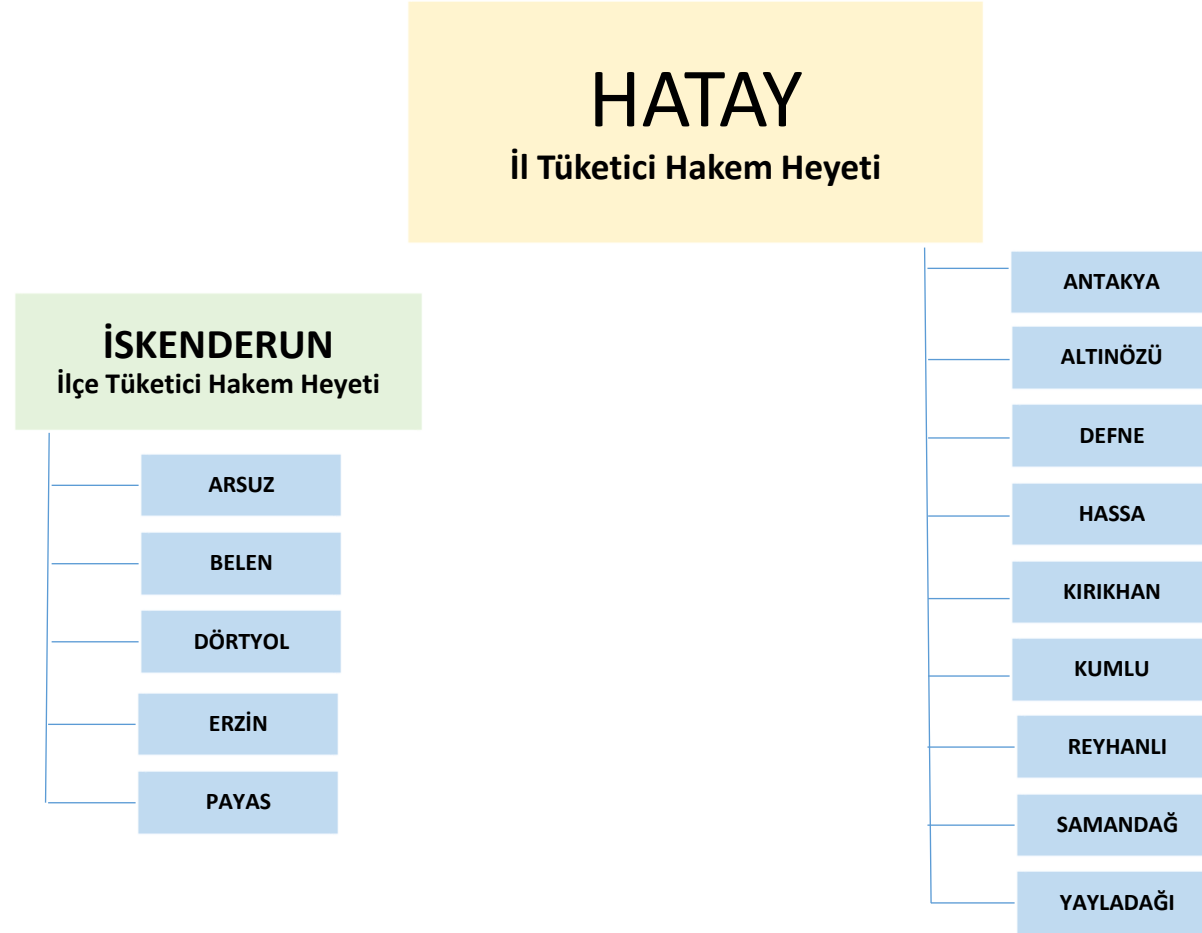 HATAY
İl Tüketici Hakem Heyeti
İSKENDERUN
İlçe Tüketici Hakem Heyeti
ARSUZ
BELEN
DÖRTYOL
ERZİN
PAYAS
ANTAKYA
ALTINÖZÜ
DEFNE
HASSA
KIRIKHAN
KUMLU
REYHANLI
SAMANDAĞ
YAYLADAĞI